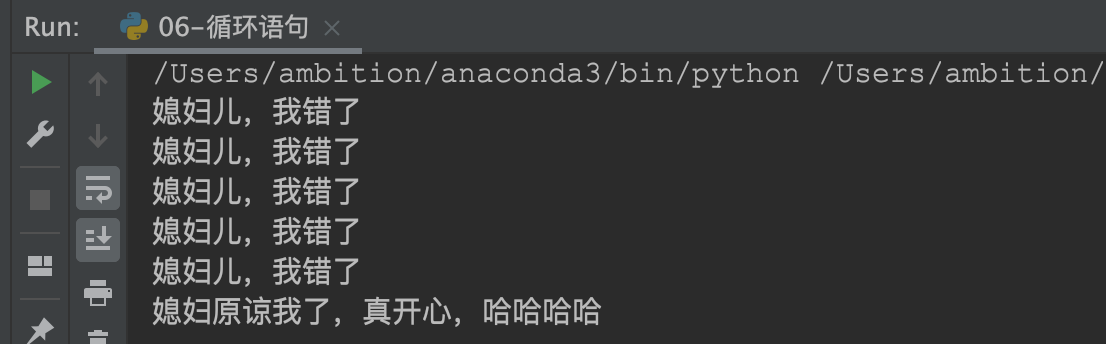 Run: 06-循环语句
/Users/ambition/anaconda3/bin/python /Users/ambition/
媳妇儿，我错了
媳妇儿，我错了
媳妇儿，我错了
媳妇儿，我错了
媳妇儿，我错了
媳妇原谅我了，真开心，哈哈哈哈